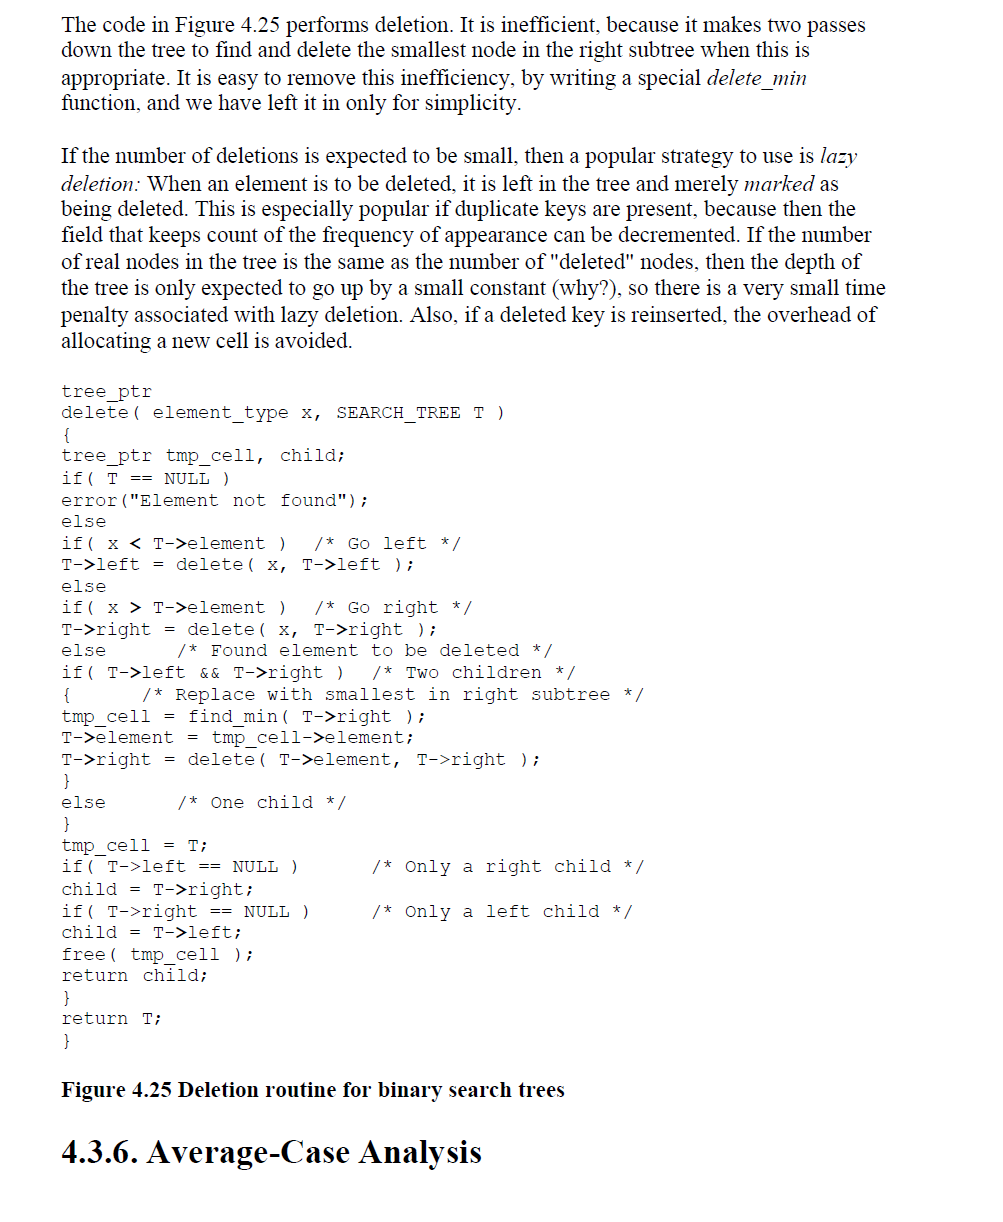 The code in Figure 4.25 performs deletion. It is inefficient, because it makes two passes
down the tree to find and delete the smallest node in the right subtree when this is
appropriate. It is easy to remove this inefficiency, by writing a special delete_min
function, and we have left it in only for simplicity.
If the number of deletions is expected to be small, then a popular strategy to use is lazy
deletion: When an element is to be deleted, it is left in the tree and merely marked as
being deleted. This is especially popular if duplicate keys are present, because then the
field that keeps count of the frequency of appearance can be decremented. If the number
of real nodes in the tree is the same as the number of "deleted" nodes, then the depth of
the tree is only expected to go up by a small constant (why?), so there is a very small time
penalty associated with lazy deletion. Also, if a deleted key is reinserted, the overhead of
allocating a new cell is avoided.
tree_ptr
delete( element_type x, SEARCH_TREE T )
{
tree_ptr tmp_cell, child;
if( T == NULL )
error("Element not found");
else
if( x < T->element )  /* Go left */
T->left = delete( x, T->left );
else
if( x > T->element )  /* Go right */
T->right = delete( x, T->right );
else      /* Found element to be deleted */
if( T->left && T->right )  /* Two children */
{      /* Replace with smallest in right subtree */
tmp_cell = find_min( T->right );
T->element = tmp_cell->element;
T->right = delete( T->element, T->right );
}
else      /* One child */
}
tmp_cell = T;
if( T->left == NULL )      /* Only a right child */
child = T->right;
if( T->right == NULL )     /* Only a left child */
child = T->left;
free( tmp_cell );
return child;
}
return T;
}
Figure 4.25 Deletion routine for binary search trees
4.3.6. Average-Case Analysis